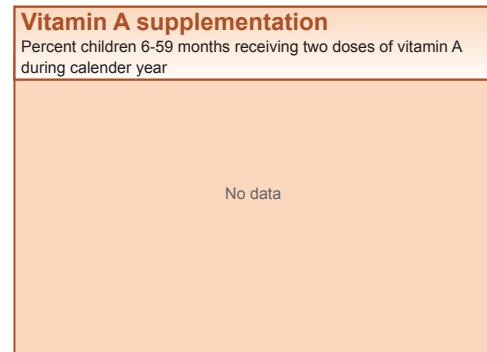 Vitamin A supplementation
Percent children 6-59 months receiving two doses of vitamin A
during calender year
No data